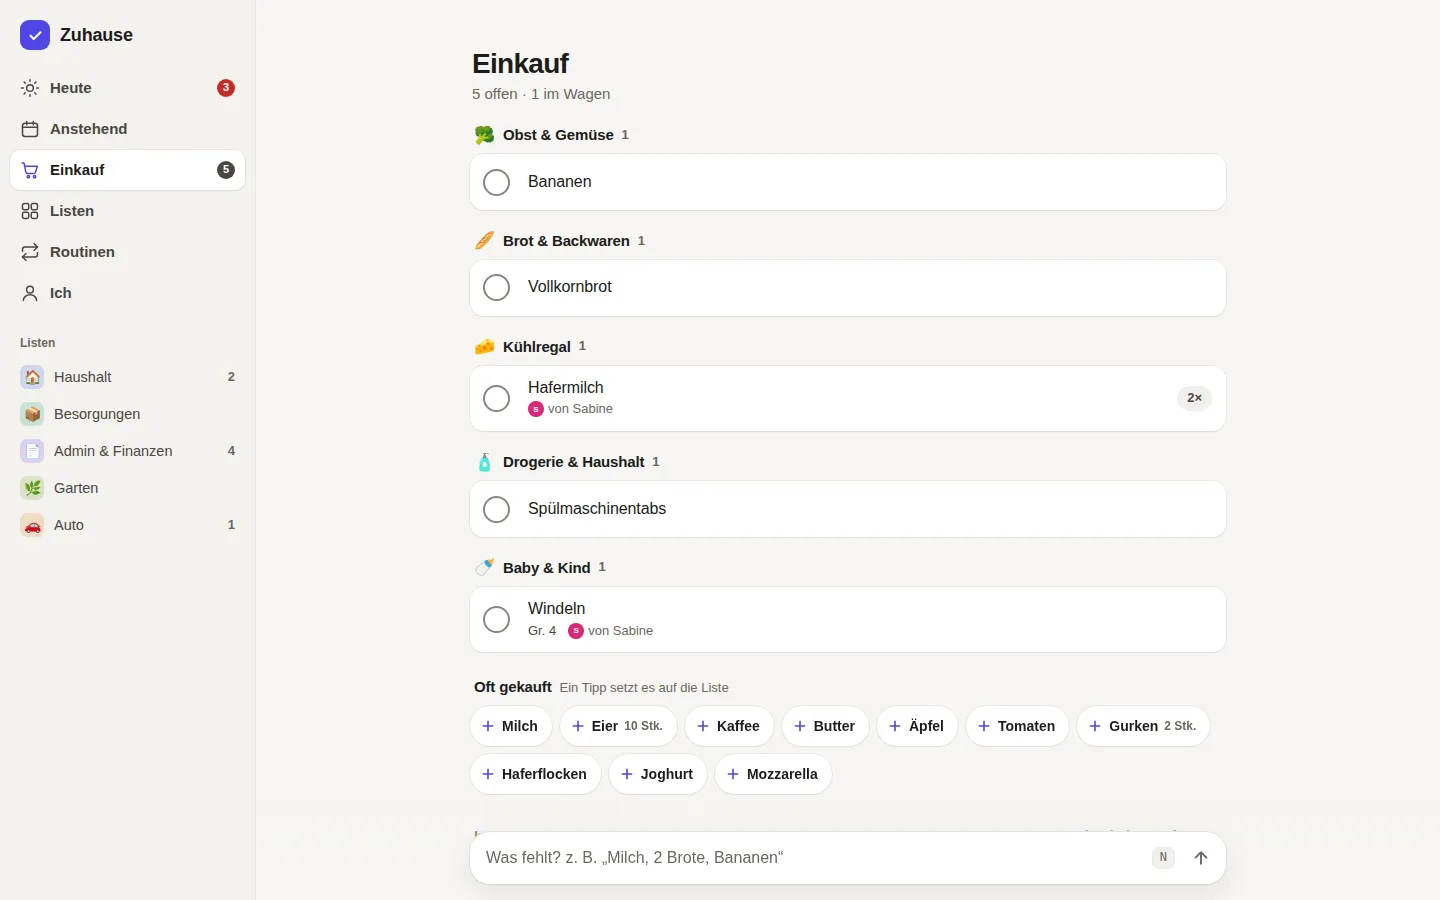 Zuhause
Heute 3
Anstehend
Einkauf 5
Listen
Routinen
Ich
Listen
Haushalt 2
Besorgungen
Admin & Finanzen 4
Garten
Auto 1
Einkauf
5 offen · 1 im Wagen
Obst & Gemüse 1
Bananen
Brot & Backwaren 1
Vollkornbrot
Kühlregal 1
Hafermilch
S von Sabine
2×
Drogerie & Haushalt 1
Spülmaschinentabs
Baby & Kind 1
Windeln
Gr. 4 S von Sabine
Oft gekauft Ein Tipp setzt es auf die Liste
+ Milch + Eier 10 Stk. + Kaffee + Butter + Äpfel + Tomaten + Gurken 2 Stk.
+ Haferflocken + Joghurt + Mozzarella
Was fehlt? z. B. „Milch, 2 Brote, Bananen“ N